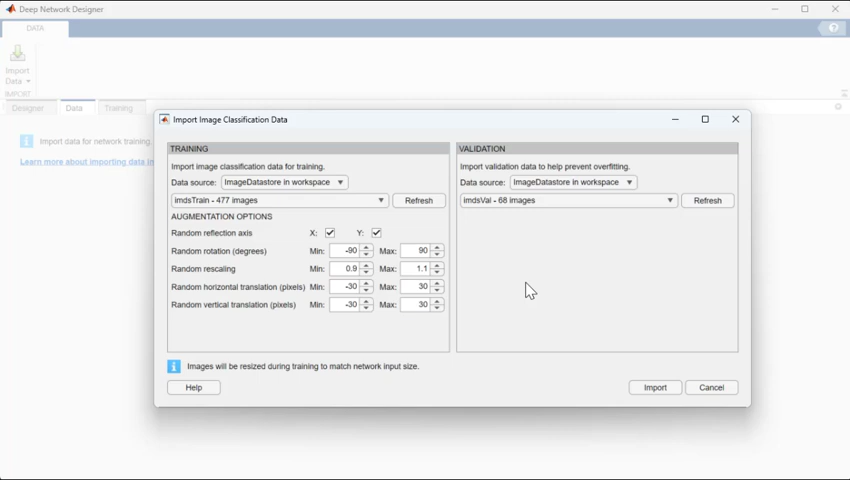 Deep Network Designer
DATA
Import
Data
IMPORT
Designer
Data
Training
Import data for network training.
Learn more about importing data in
Import Image Classification Data
TRAINING
Import image classification data for training.
Data source: ImageDatastore in workspace
imdsTrain - 477 images
Refresh
AUGMENTATION OPTIONS
Random reflection axis X: Y:
Random rotation (degrees) Min: -90 Max: 90
Random rescaling Min: 0.9 Max: 1.1
Random horizontal translation (pixels) Min: -30 Max: 30
Random vertical translation (pixels) Min: -30 Max: 30
VALIDATION
Import validation data to help prevent overfitting.
Data source: ImageDatastore in workspace
imdsVal - 68 images
Refresh
Images will be resized during training to match network input size.
Help
Import
Cancel